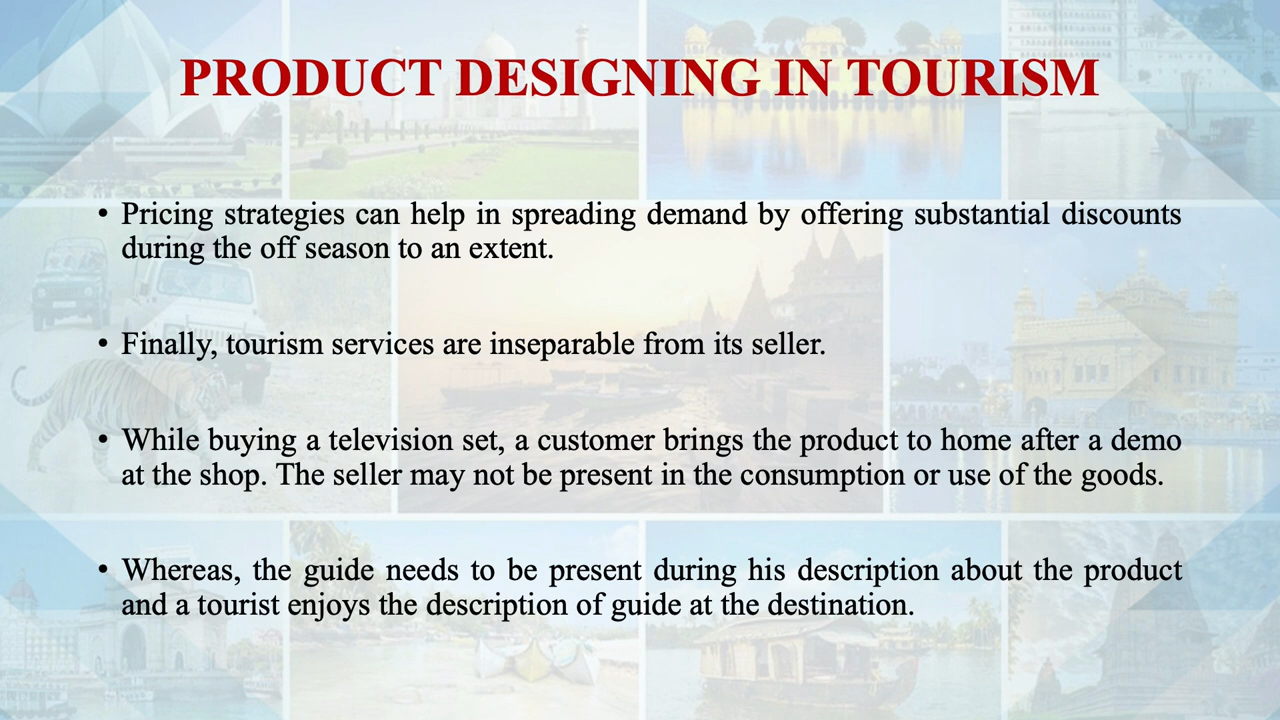 PRODUCT DESIGNING IN TOURISM
• Pricing strategies can help in spreading demand by offering substantial discounts
during the off season to an extent.
• Finally, tourism services are inseparable from its seller.
• While buying a television set, a customer brings the product to home after a demo
at the shop. The seller may not be present in the consumption or use of the goods.
• Whereas, the guide needs to be present during his description about the product
and a tourist enjoys the description of guide at the destination.